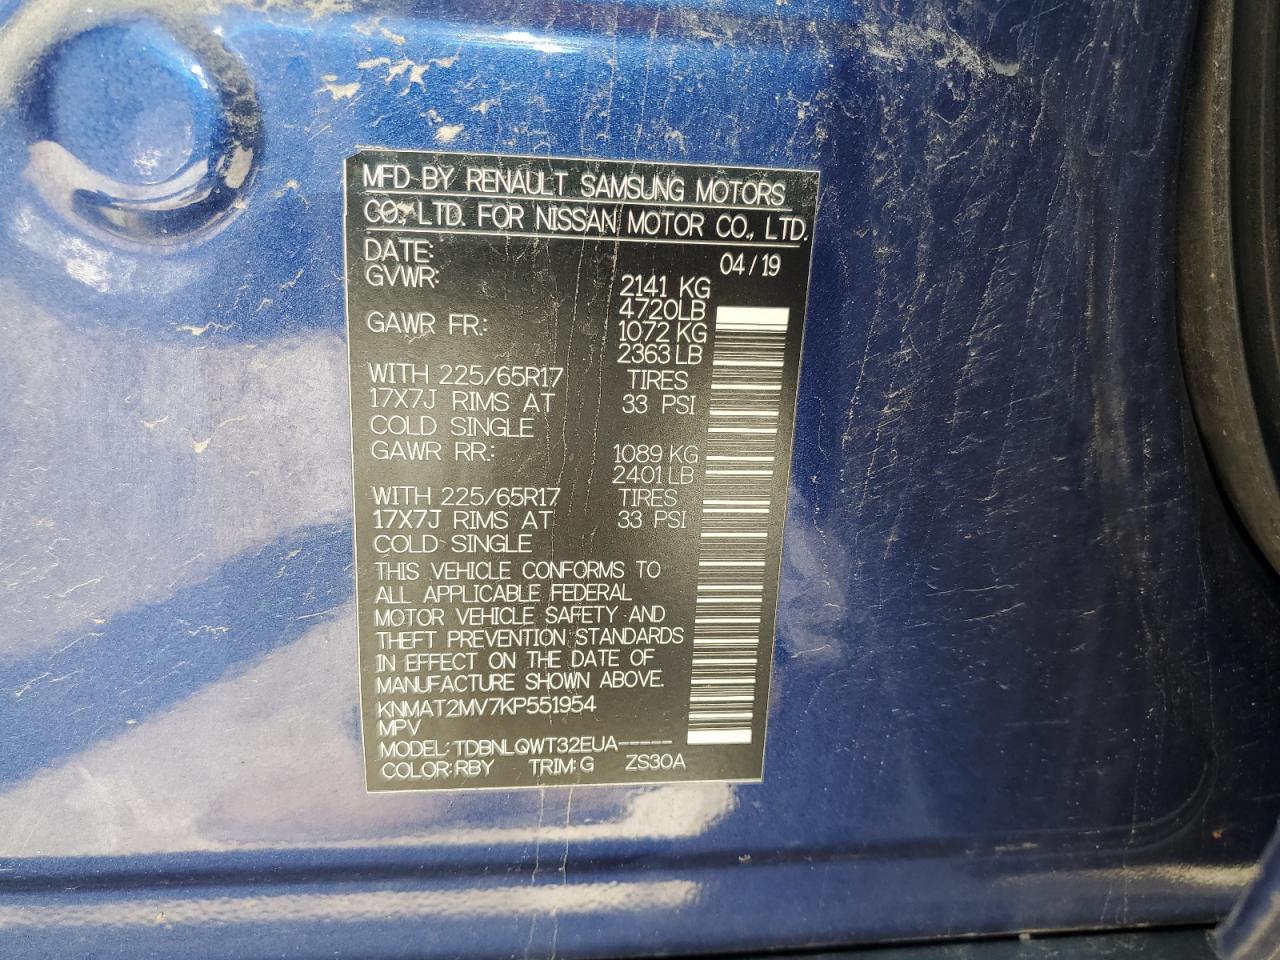 MFD BY RENAULT SAMSUNG MOTORS
CO., LTD. FOR NISSAN MOTOR CO., LTD.
DATE: 04/19
GVWR: 2141 KG
4720LB
GAWR FR.: 1072 KG
2363 LB
WITH 225/65R17 TIRES
17X7J RIMS AT 33 PSI
COLD SINGLE
GAWR RR.: 1089 KG
2401 LB
WITH 225/65R17 TIRES
17X7J RIMS AT 33 PSI
COLD SINGLE
THIS VEHICLE CONFORMS TO
ALL APPLICABLE FEDERAL
MOTOR VEHICLE SAFETY AND
THEFT PREVENTION STANDARDS
IN EFFECT ON THE DATE OF
MANUFACTURE SHOWN ABOVE.
KNMAT2MV7KP551954
MPV
MODEL: TDBNLQWT32EUA-----
COLOR: RBY TRIM: G ZS30A